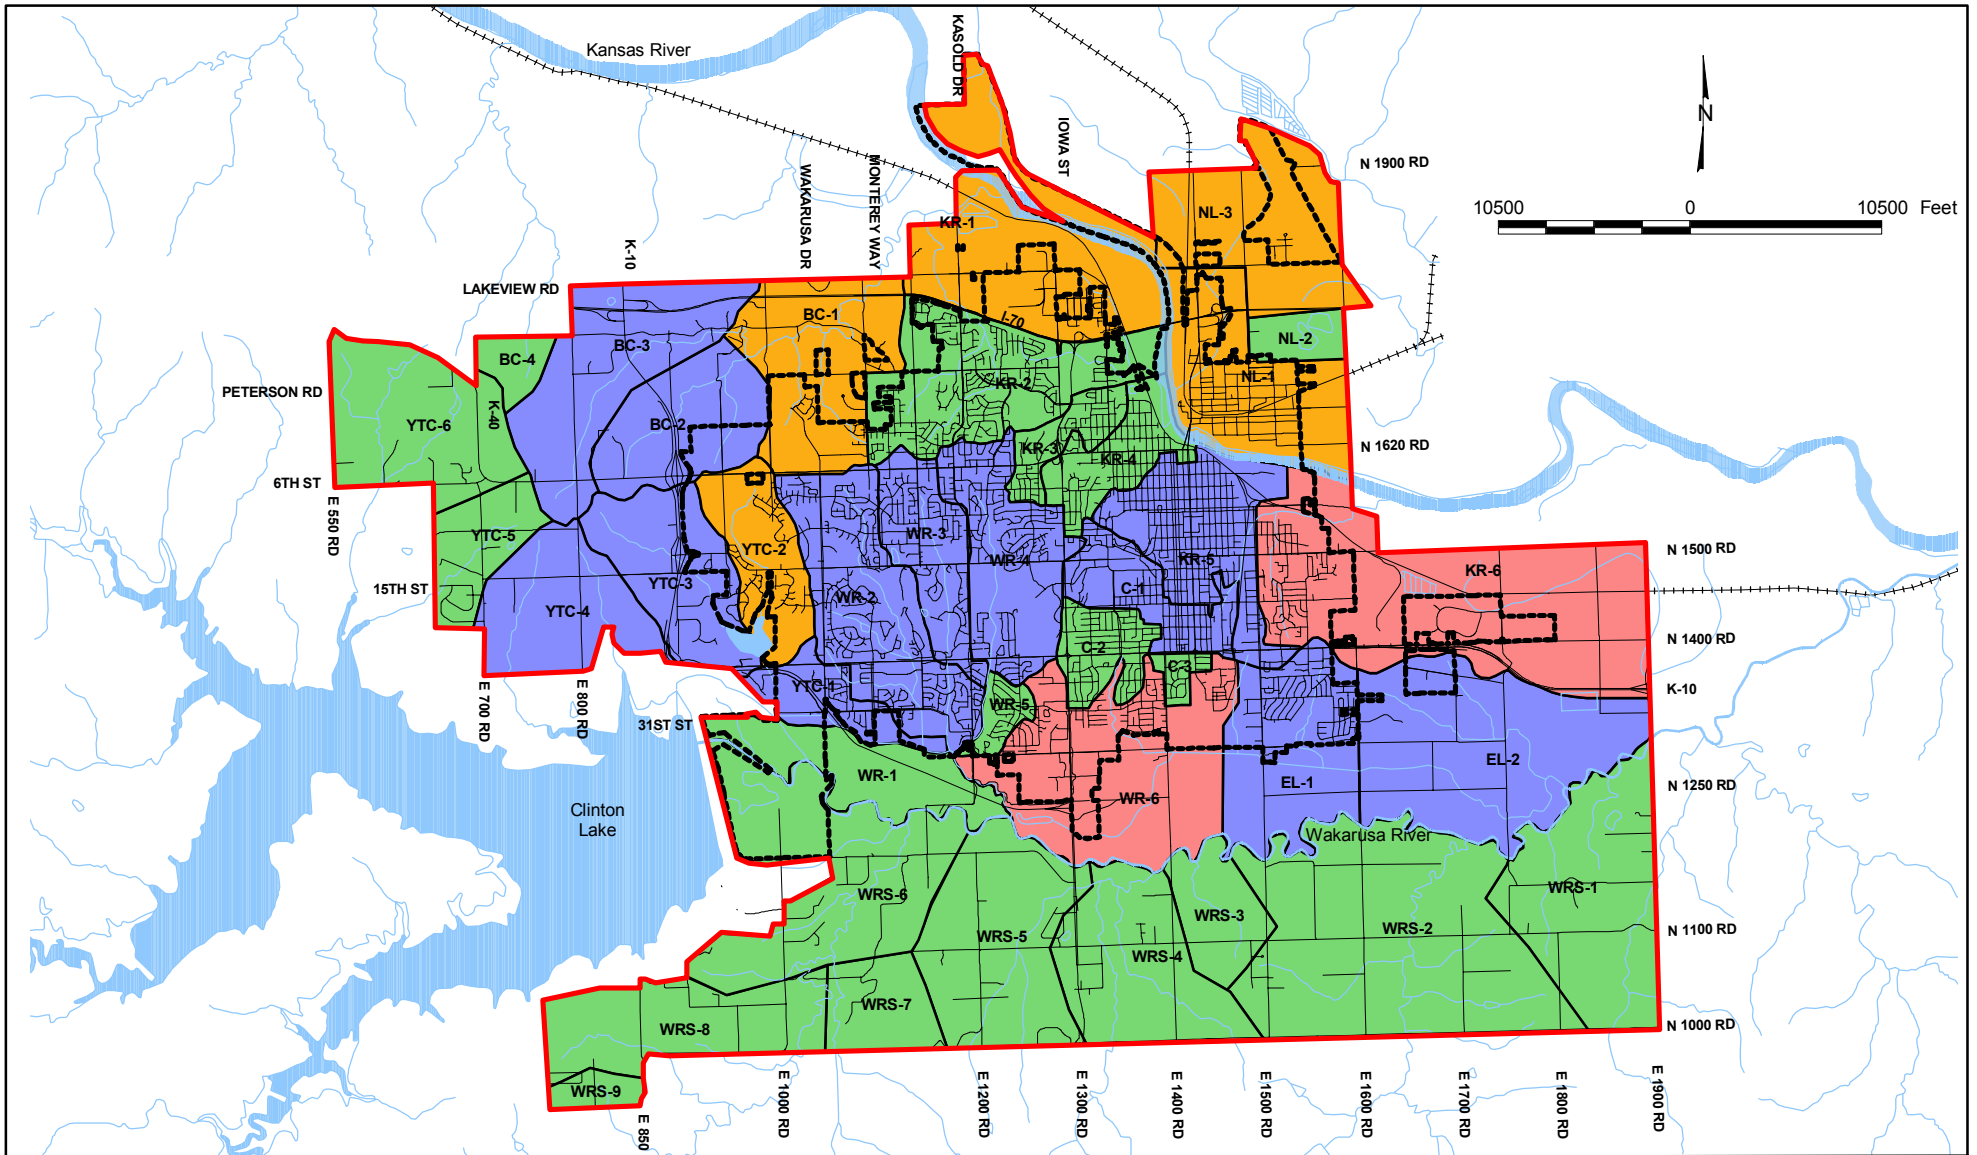 Kansas River
KASOLD DR
IOWA ST
N
N 1900 RD
10500 0 10500 Feet
WAKARUSA DR
MONTEREY WAY
K-10
NL-3
KR-1
LAKEVIEW RD
BC-1
I-70
BC-3
BC-4
NL-2
KR-2
NL-1
PETERSON RD
K-40
YTC-6
BC-2
KR-3
KR-4
N 1620 RD
6TH ST
E 550 RD
YTC-5
WR-3
YTC-2
WR-4
KR-5
N 1500 RD
KR-6
15TH ST
YTC-4
YTC-3
WR-2
C-1
N 1400 RD
C-2
C-3
K-10
YTC-1
WR-5
E 700 RD
E 800 RD
31ST ST
EL-2
WR-1
EL-1
N 1250 RD
WR-6
Clinton
Lake
Wakarusa River
WRS-6
WRS-1
WRS-3
WRS-2
WRS-5
N 1100 RD
WRS-4
WRS-7
WRS-8
N 1000 RD
WRS-9
E 850
E 1000 RD
E 1200 RD
E 1300 RD
E 1400 RD
E 1500 RD
E 1600 RD
E 1700 RD
E 1800 RD
E 1900 RD